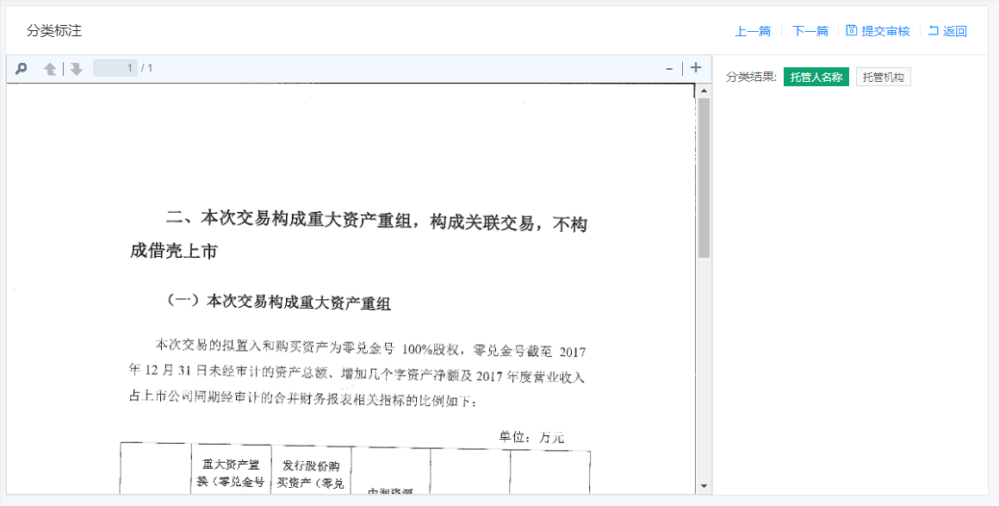 分类标注
上一篇 下一篇 提交审核 返回
1 / 1
分类结果: 托管人名称 托管机构
二、本次交易构成重大资产重组，构成关联交易，不构
成借壳上市
（一）本次交易构成重大资产重组
本次交易的拟置入和购买资产为零兑金号 100%股权，零兑金号截至 2017
年 12 月 31 日未经审计的资产总额、增加几个字资产净额及 2017 年度营业收入
占上市公司同期经审计的合并财务报表相关指标的比例如下：
单位：万元
重大资产置 发行股份购
换（零兑金号 买资产（零兑